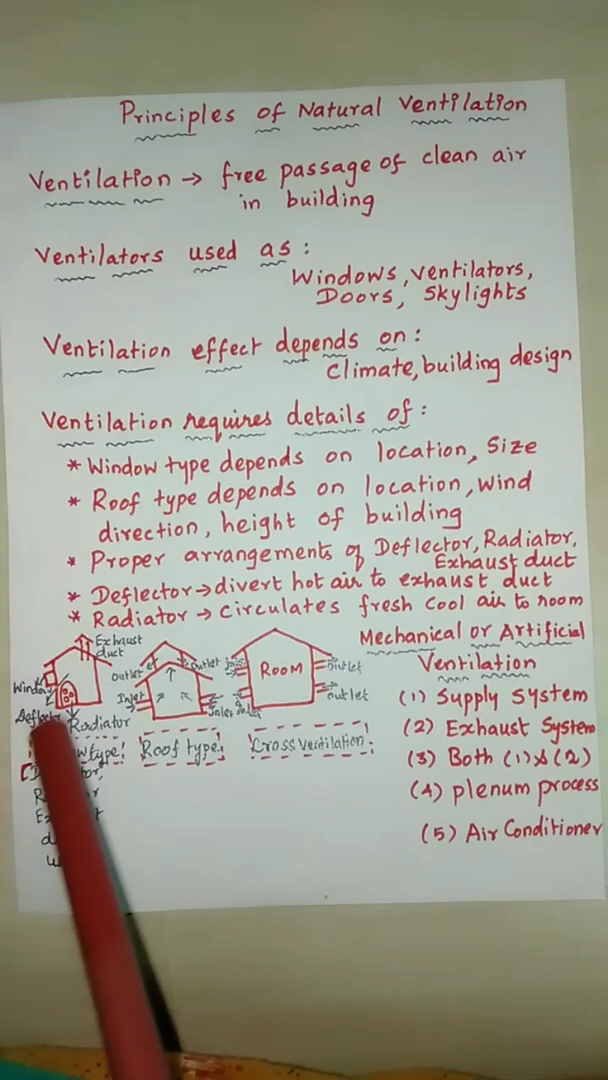 Principles of Natural Ventilation
Ventilation → free passage of clean air
in building
Ventilators used as :
Windows, ventilators,
Doors, Skylights
Ventilation effect depends on :
Climate, building design
Ventilation requires details of :
* Window type depends on location, Size
* Roof type depends on location, wind
direction, height of building
* Proper arrangements of Deflector, Radiator,
Exhaust duct
* Deflector → divert hot air to exhaust duct
* Radiator → circulates fresh cool air to room
Exhaust
duct
Window
Deflector
Radiator
type
Outlet
Outlet
Inlet
Inlet
Roof type
Inlet
Inlet
ROOM
Outlet
Outlet
Cross ventilation
Mechanical or Artificial
Ventilation
(1) Supply System
(2) Exhaust System
(3) Both (1) & (2)
(4) Plenum process
(5) Air Conditioner